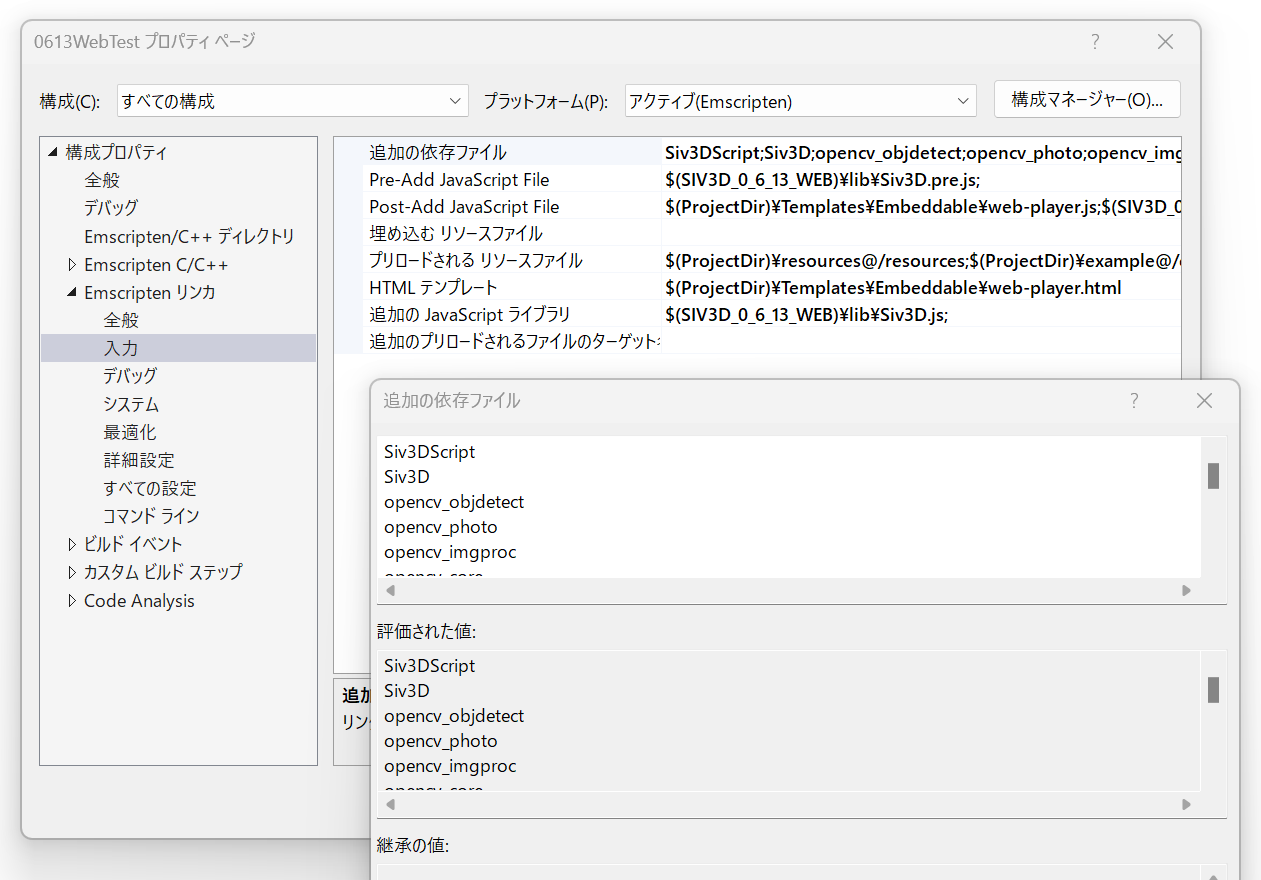 0613WebTest プロパティ ページ
構成(C): すべての構成 プラットフォーム(P): アクティブ(Emscripten) 構成マネージャー(O)...
構成プロパティ
全般
デバッグ
Emscripten/C++ ディレクトリ
Emscripten C/C++
Emscripten リンカ
全般
入力
デバッグ
システム
最適化
詳細設定
すべての設定
コマンド ライン
ビルド イベント
カスタム ビルド ステップ
Code Analysis
追加の依存ファイル Siv3DScript;Siv3D;opencv_objdetect;opencv_photo;opencv_img
Pre-Add JavaScript File $(SIV3D_0_6_13_WEB)¥lib¥Siv3D.pre.js;
Post-Add JavaScript File $(ProjectDir)¥Templates¥Embeddable¥web-player.js;$(SIV3D_0
埋め込む リソースファイル
プリロードされる リソースファイル $(ProjectDir)¥resources@/resources;$(ProjectDir)¥example@/
HTML テンプレート $(ProjectDir)¥Templates¥Embeddable¥web-player.html
追加の JavaScript ライブラリ $(SIV3D_0_6_13_WEB)¥lib¥Siv3D.js;
追加のプリロードされるファイルのターゲット
追加
リン
追加の依存ファイル
Siv3DScript
Siv3D
opencv_objdetect
opencv_photo
opencv_imgproc
評価された値:
Siv3DScript
Siv3D
opencv_objdetect
opencv_photo
opencv_imgproc
継承の値: